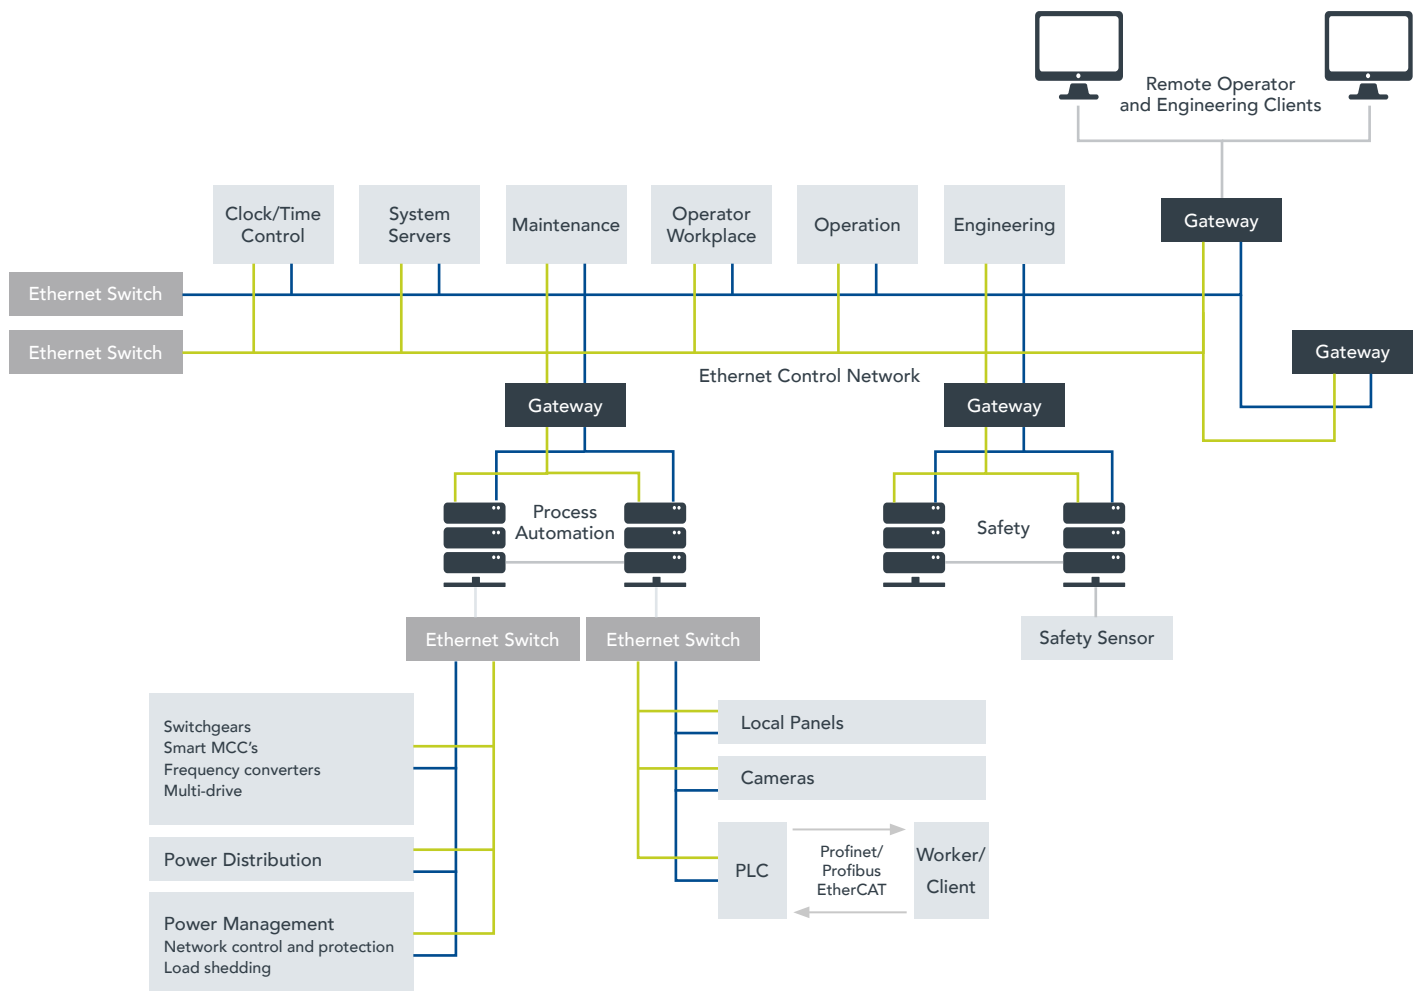 Remote Operator
and Engineering Clients
Clock/Time
Control
System
Servers
Maintenance
Operator
Workplace
Operation
Engineering
Gateway
Ethernet Switch
Ethernet Switch
Gateway
Ethernet Control Network
Gateway
Gateway
Process
Automation
Safety
Ethernet Switch
Ethernet Switch
Safety Sensor
Switchgears
Smart MCC's
Frequency converters
Multi-drive
Local Panels
Cameras
Power Distribution
PLC
Profinet/
Profibus
EtherCAT
Worker/
Client
Power Management
Network control and protection
Load shedding